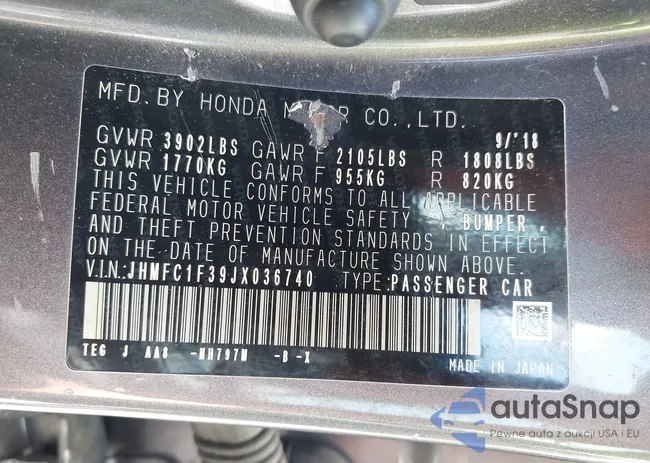 MFD. BY HONDA MOTOR CO., LTD.
9/'18
GVWR 3902LBS GAWR F 2105LBS R 1808LBS
GVWR 1770KG GAWR F 955KG R 820KG
THIS VEHICLE CONFORMS TO ALL APPLICABLE
FEDERAL MOTOR VEHICLE SAFETY , BUMPER ,
AND THEFT PREVENTION STANDARDS IN EFFECT
ON THE DATE OF MANUFACTURE SHOWN ABOVE.
V.I.N:JHMFC1F39JX036740 TYPE:PASSENGER CAR
TEG J AA8 -NH797M -B-X
MADE IN JAPAN
autaSnap
Pewne auta z aukcji USA i EU